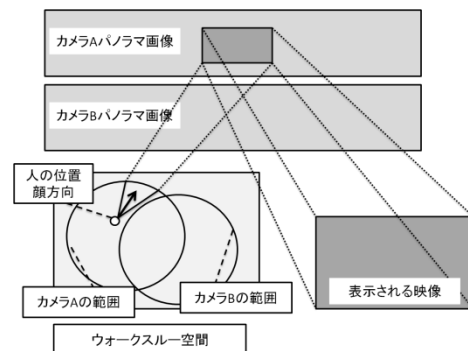 カメラAパノラマ画像
カメラBパノラマ画像
人の位置
顔方向
カメラAの範囲
カメラBの範囲
表示される映像
ウォークスルー空間